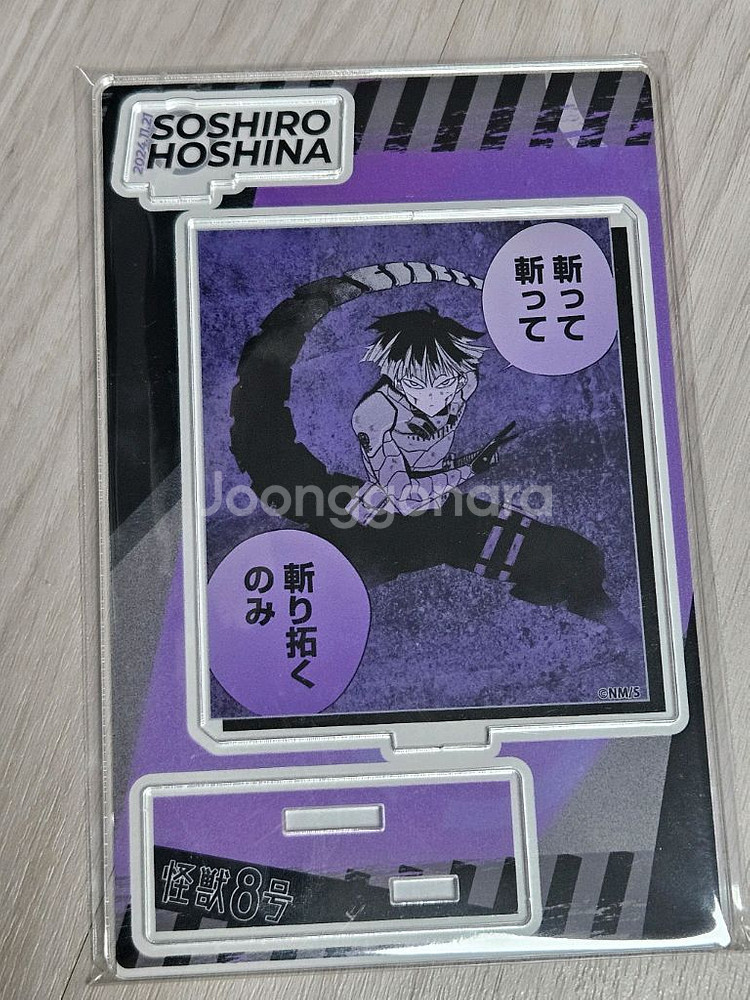 2024.11.21
SOSHIRO
HOSHINA
斬って
斬って
Joonggonara
斬り拓く
のみ
©NM/S
怪獣8号